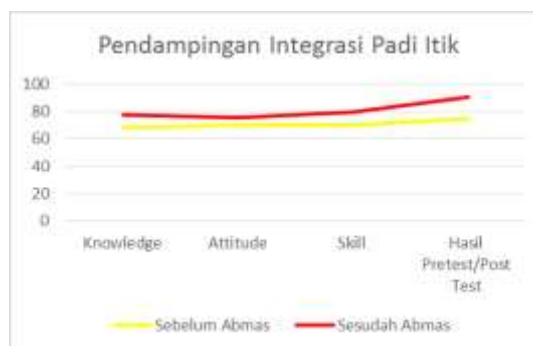 Pendampingan Integrasi Padi Itik
100
80
60
40
20
0
Knowledge
Attitude
Skill
Hasil
Pretest/Post
Test
Sebelum Abmas
Sesudah Abmas